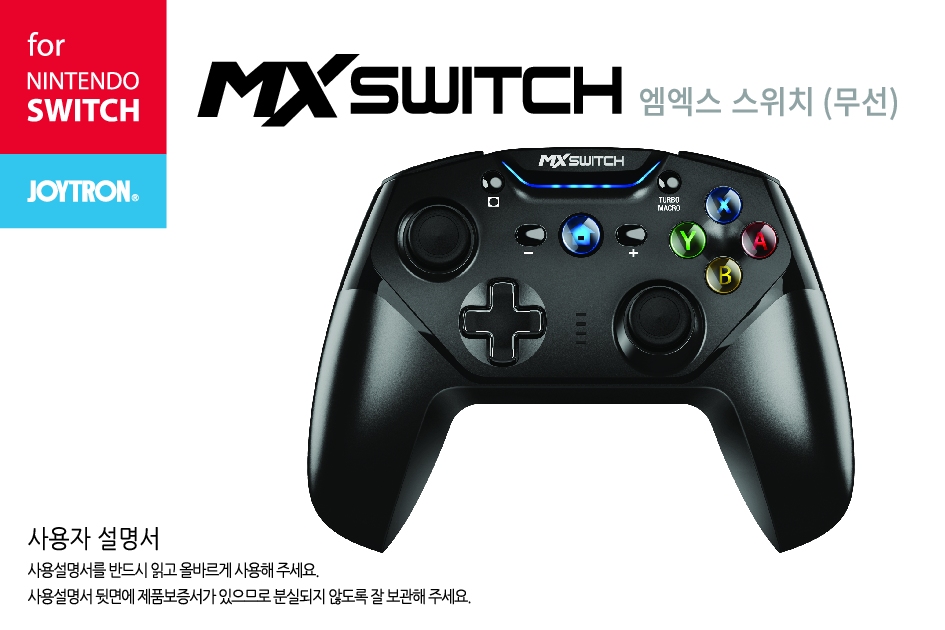 for
NINTENDO
SWITCH
JOYTRON®
MXSWITCH 엠엑스 스위치 (무선)
MXSWITCH
TURBO
MACRO
X
Y
A
B
−
+
사용자 설명서
사용설명서를 반드시 읽고 올바르게 사용해 주세요.
사용설명서 뒷면에 제품보증서가 있으므로 분실되지 않도록 잘 보관해 주세요.